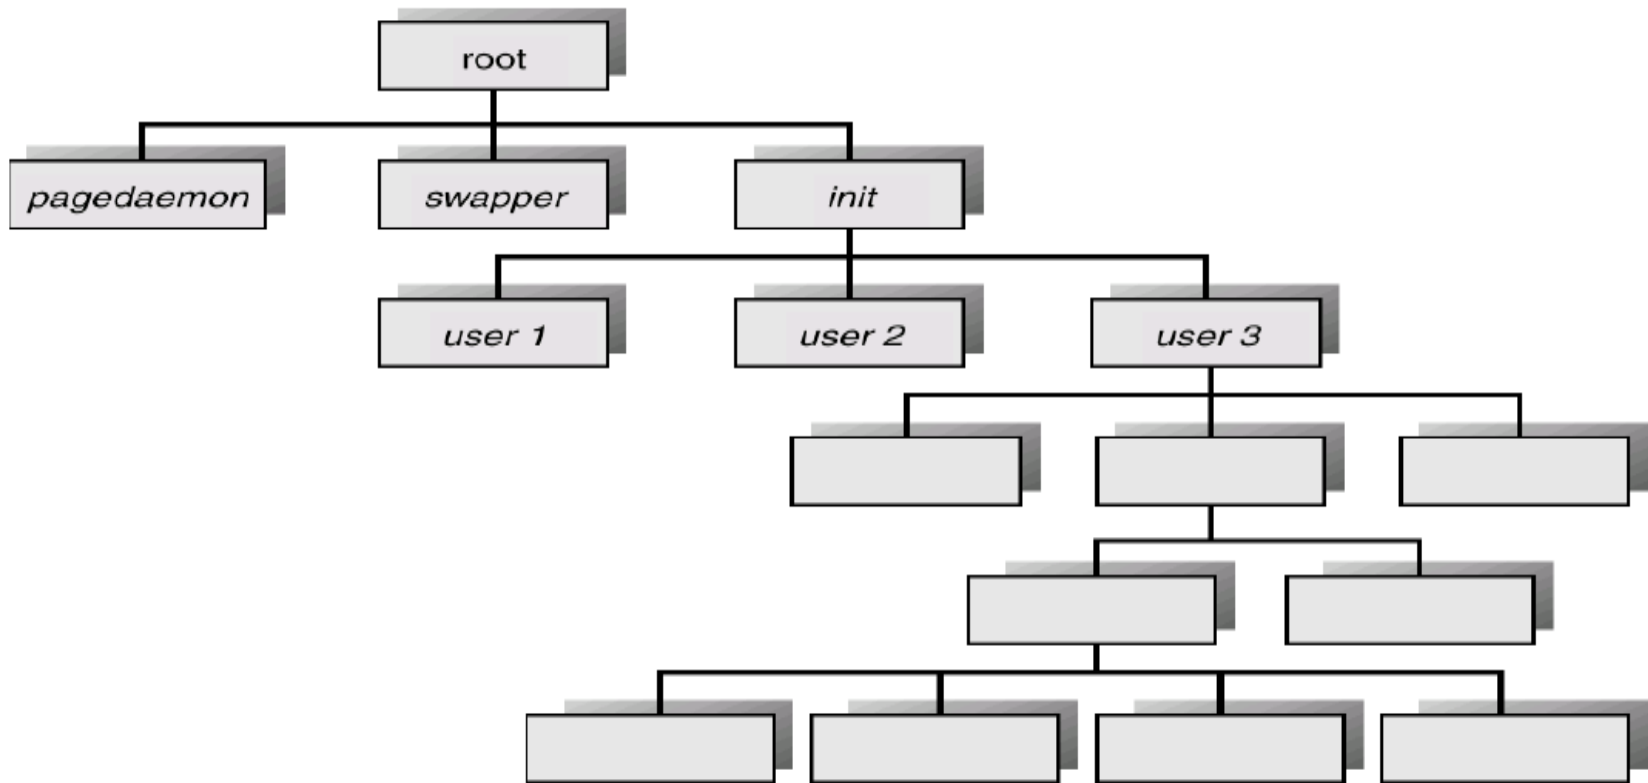 root
pagedaemon
swapper
init
user 1
user 2
user 3